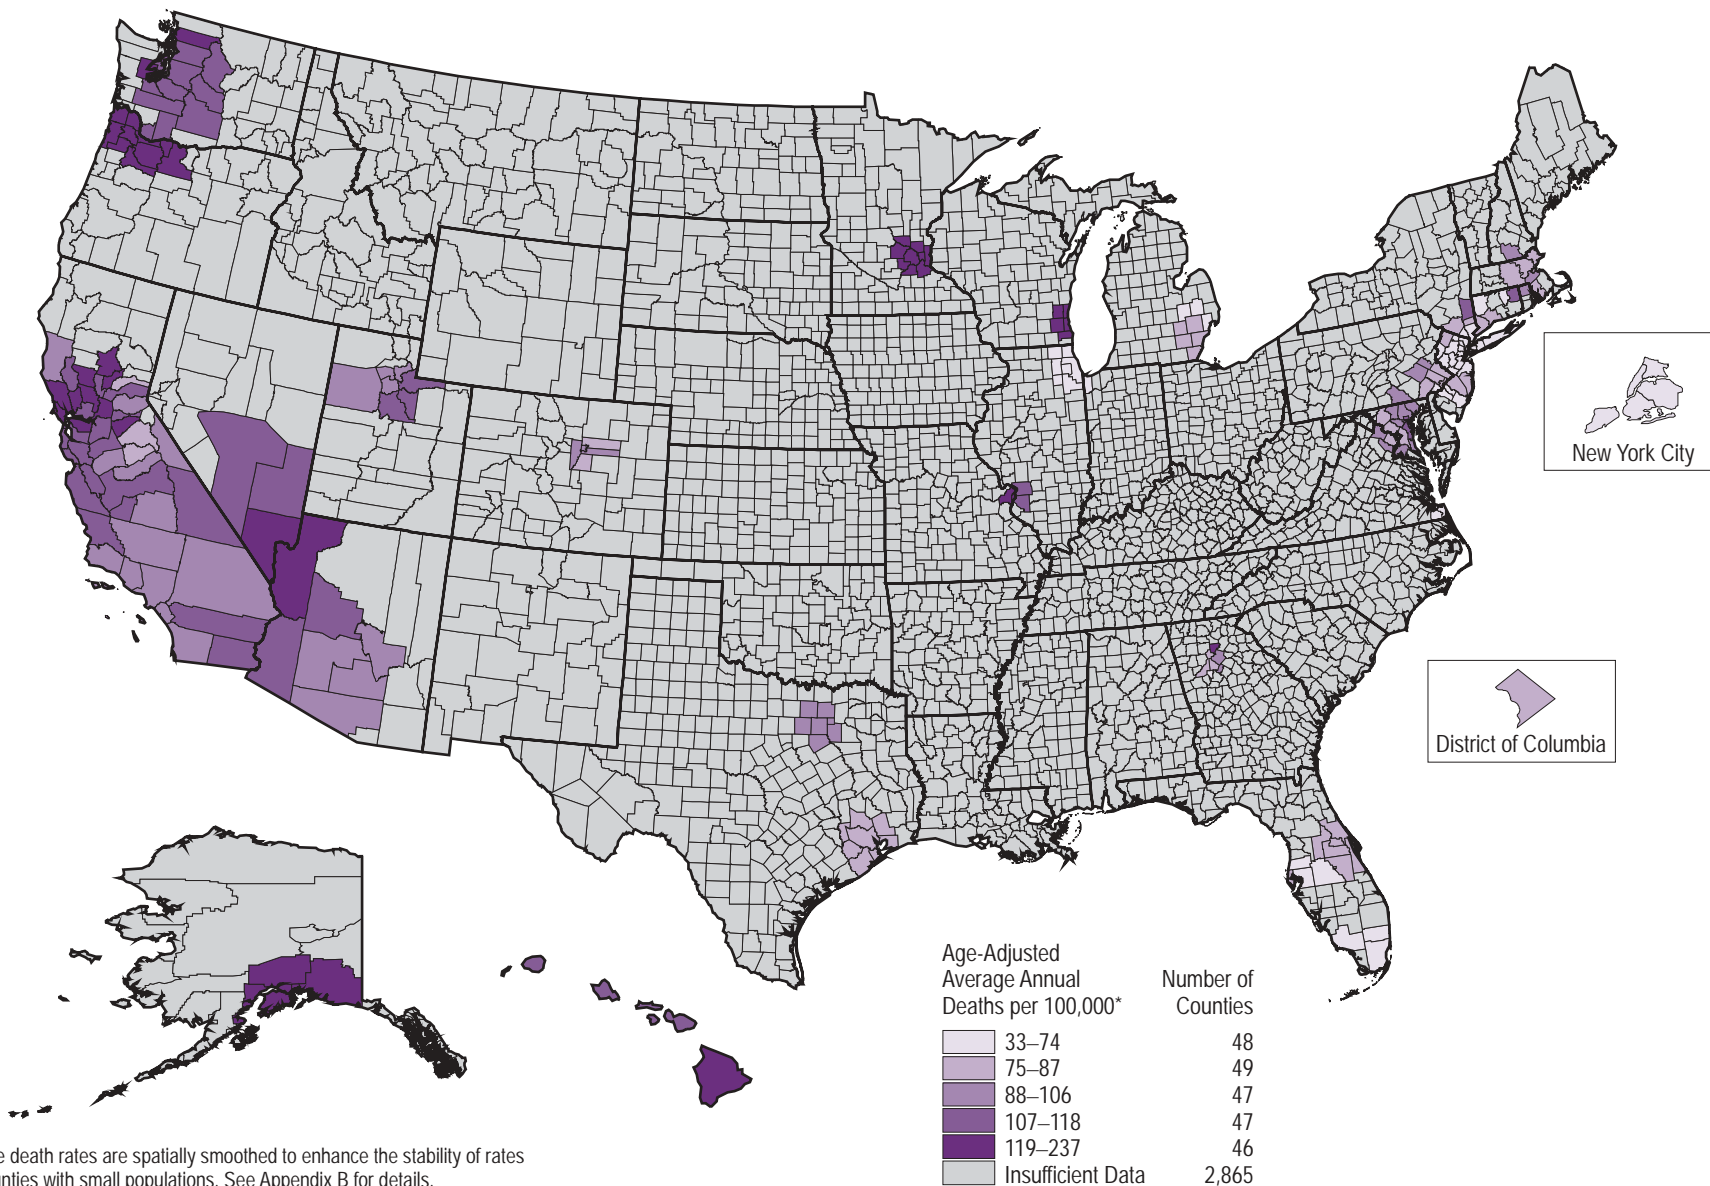 New York City
District of Columbia
Age-Adjusted
Average Annual
Deaths per 100,000*
Number of
Counties
33–74 48
75–87 49
88–106 47
107–118 47
119–237 46
Insufficient Data 2,865
e death rates are spatially smoothed to enhance the stability of rates
unties with small populations. See Appendix B for details.